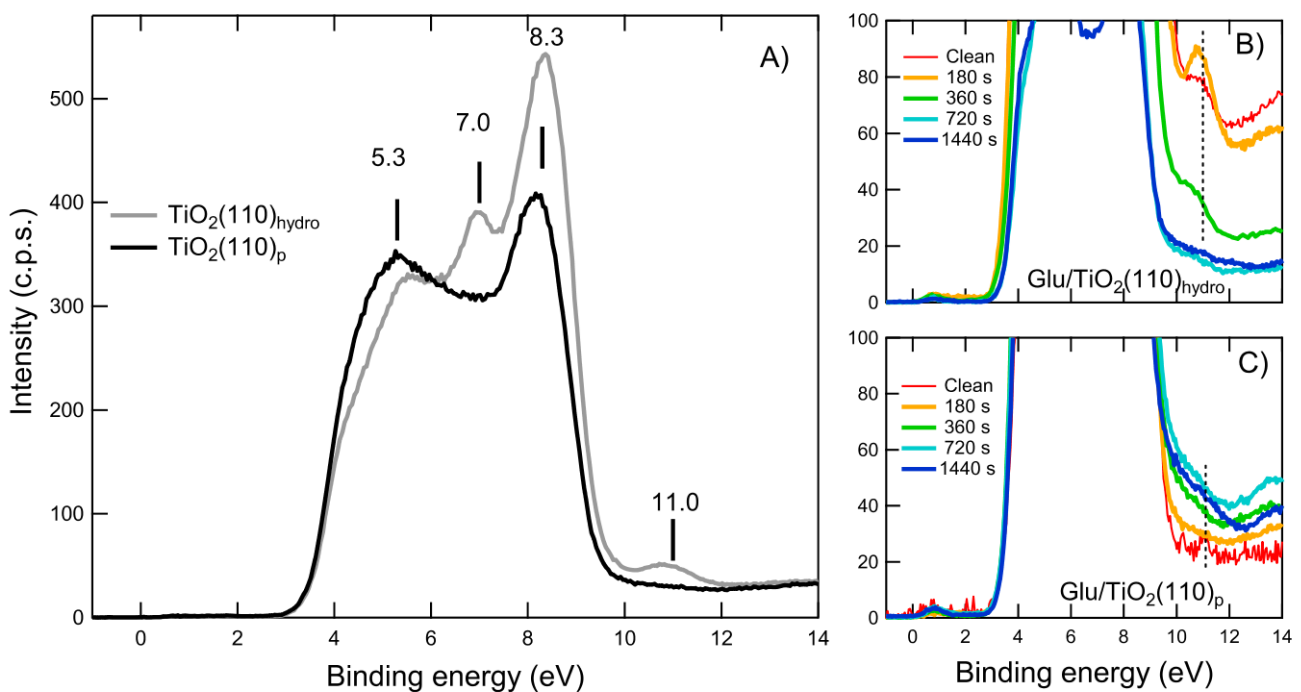 A)
8.3
7.0
5.3
11.0
TiO2(110)hydro
TiO2(110)p
500
400
300
200
100
0
Intensity (c.p.s.)
0 2 4 6 8 10 12 14
Binding energy (eV)
B)
100
80
60
40
20
0
Clean
180 s
360 s
720 s
1440 s
Glu/TiO2(110)hydro
C)
100
80
60
40
20
0
Clean
180 s
360 s
720 s
1440 s
Glu/TiO2(110)p
0 2 4 6 8 10 12 14
Binding energy (eV)